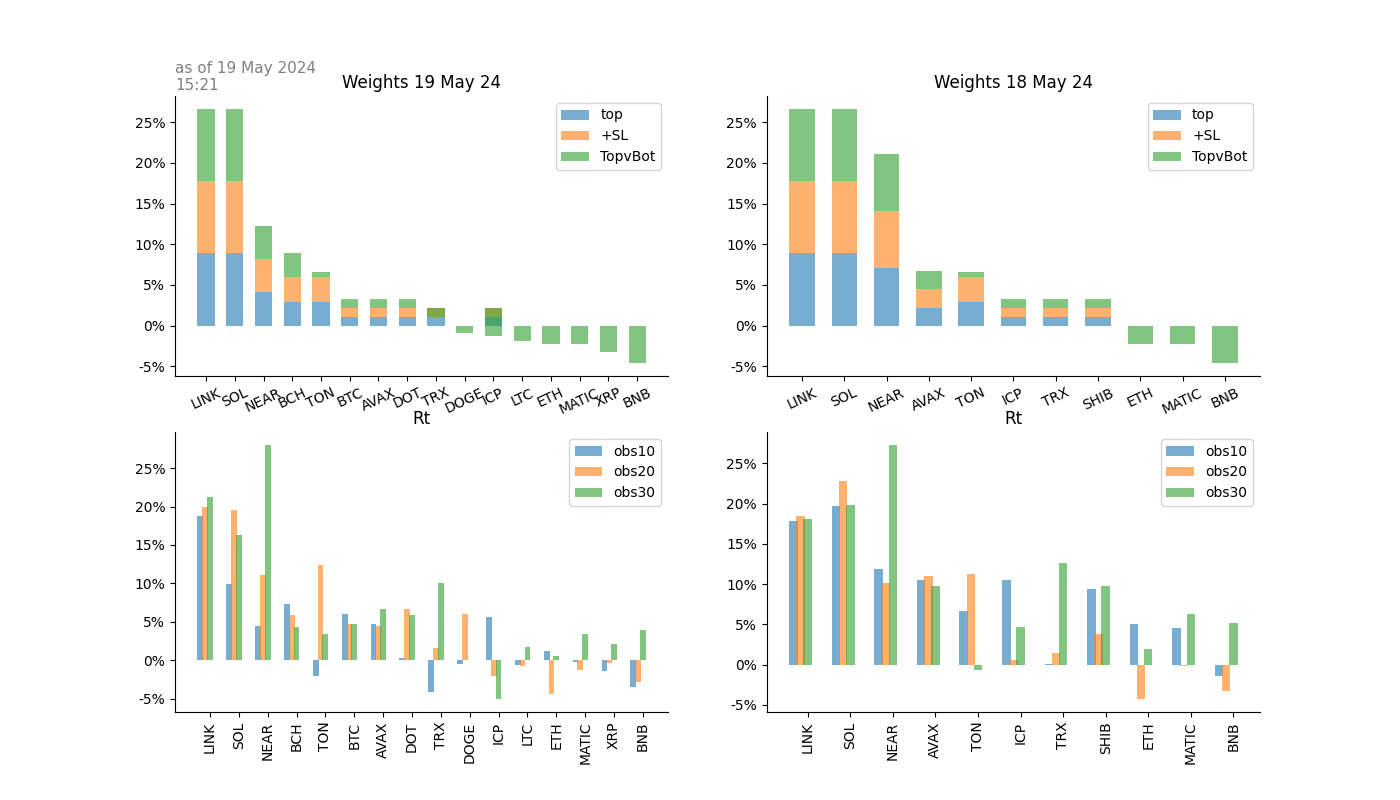 as of 19 May 2024
15:21
Weights 19 May 24
25%
20%
15%
10%
5%
0%
-5%
top
+SL
TopvBot
LINK SOL NEAR BCH TON BTC AVAX DOT TRX DOGE ICP LTC ETH MATIC XRP BNB
Weights 18 May 24
25%
20%
15%
10%
5%
0%
-5%
top
+SL
TopvBot
LINK SOL NEAR AVAX TON ICP TRX SHIB ETH MATIC BNB
Rt
25%
20%
15%
10%
5%
0%
-5%
obs10
obs20
obs30
LINK SOL NEAR BCH TON BTC AVAX DOT TRX DOGE ICP LTC ETH MATIC XRP BNB
Rt
25%
20%
15%
10%
5%
0%
-5%
obs10
obs20
obs30
LINK SOL NEAR AVAX TON ICP TRX SHIB ETH MATIC BNB